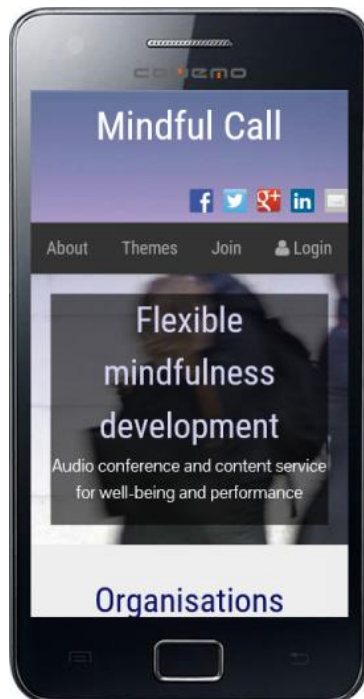 codemo
Mindful Call
About Themes Join Login
Flexible
mindfulness
development
Audio conference and content service
for well-being and performance
Organisations